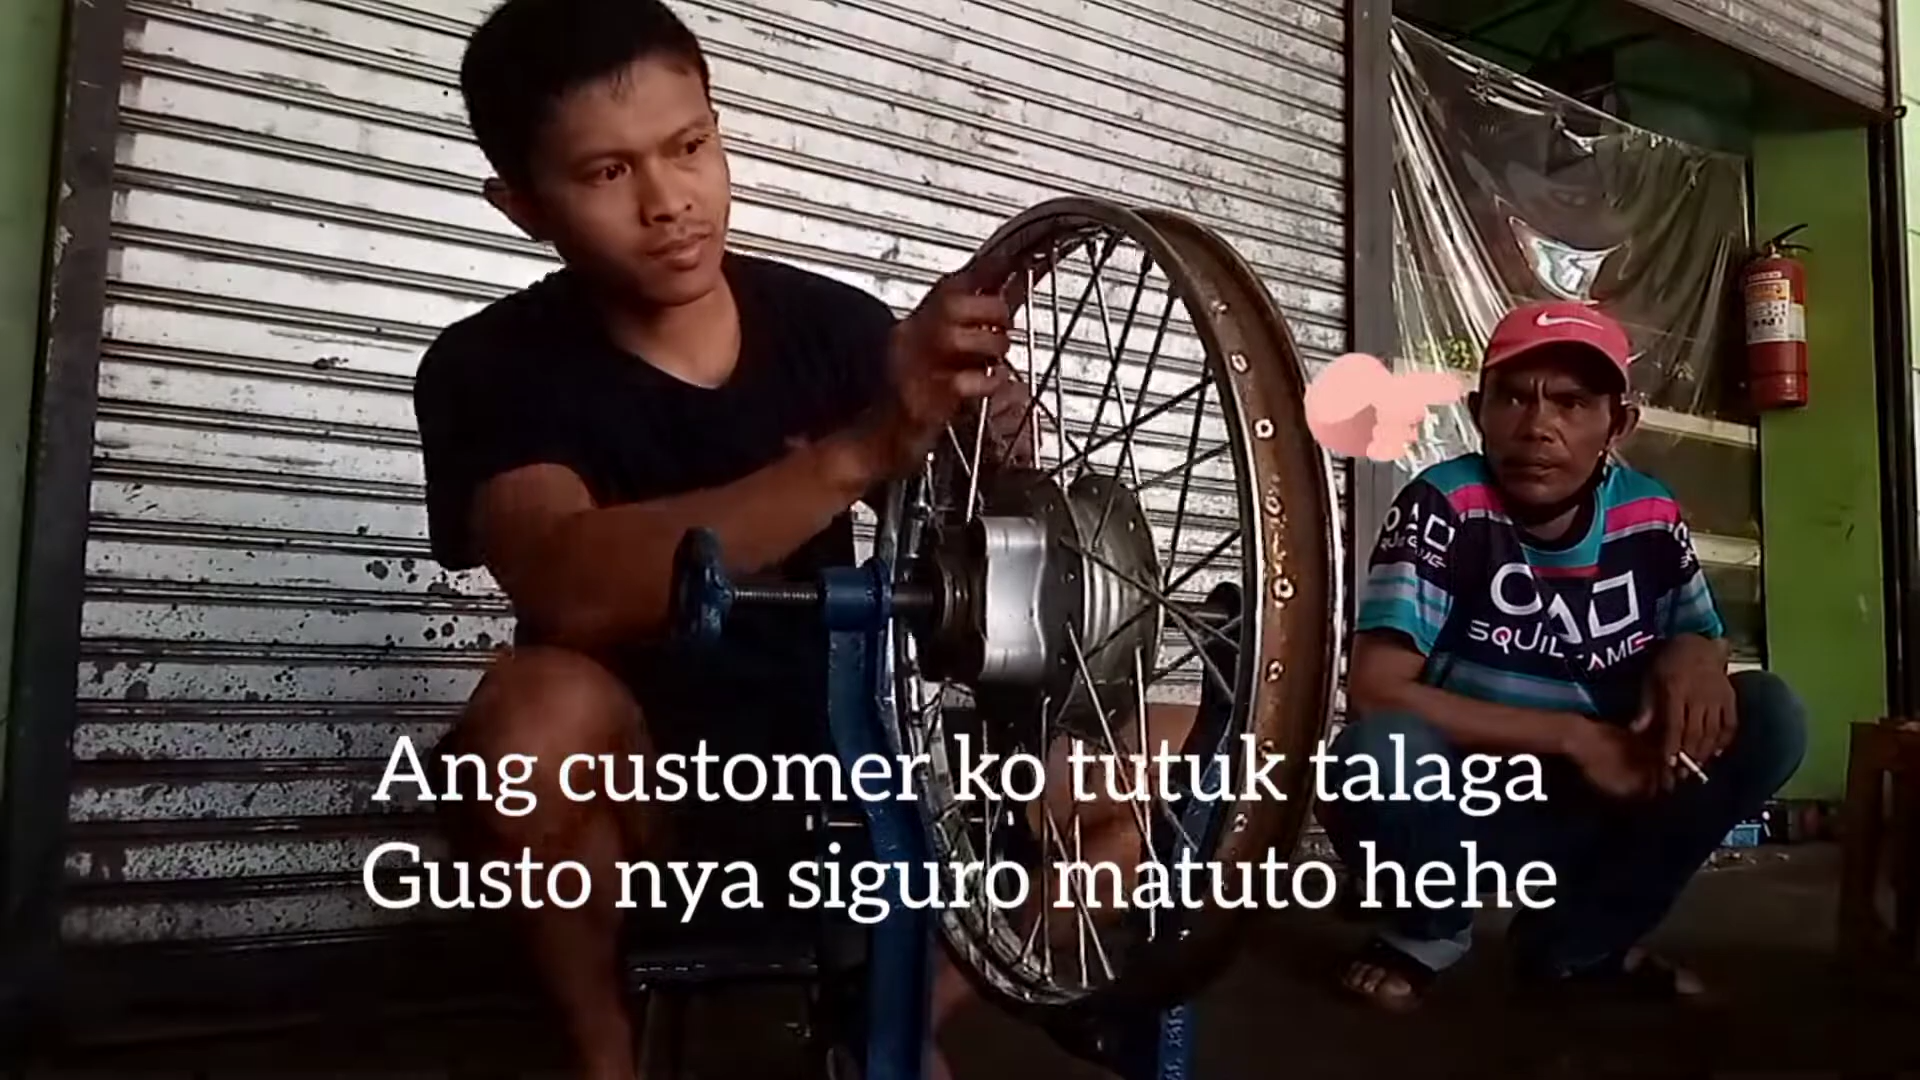 Ang customer ko tutuk talaga
Gusto nya siguro matuto hehe